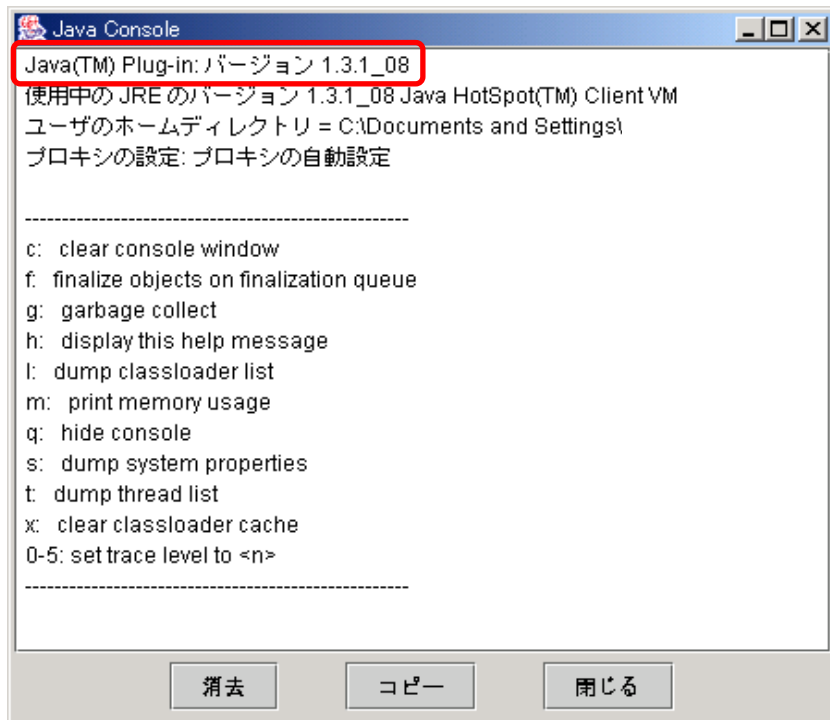 Java Console
Java(TM) Plug-in: バージョン 1.3.1_08
使用中の JRE のバージョン 1.3.1_08 Java HotSpot(TM) Client VM
ユーザのホームディレクトリ = C:\Documents and Settings\
プロキシの設定: プロキシの自動設定
----------------------------------------------------
c: clear console window
f: finalize objects on finalization queue
g: garbage collect
h: display this help message
l: dump classloader list
m: print memory usage
q: hide console
s: dump system properties
t: dump thread list
x: clear classloader cache
0-5: set trace level to <n>
----------------------------------------------------
消去 コピー 閉じる